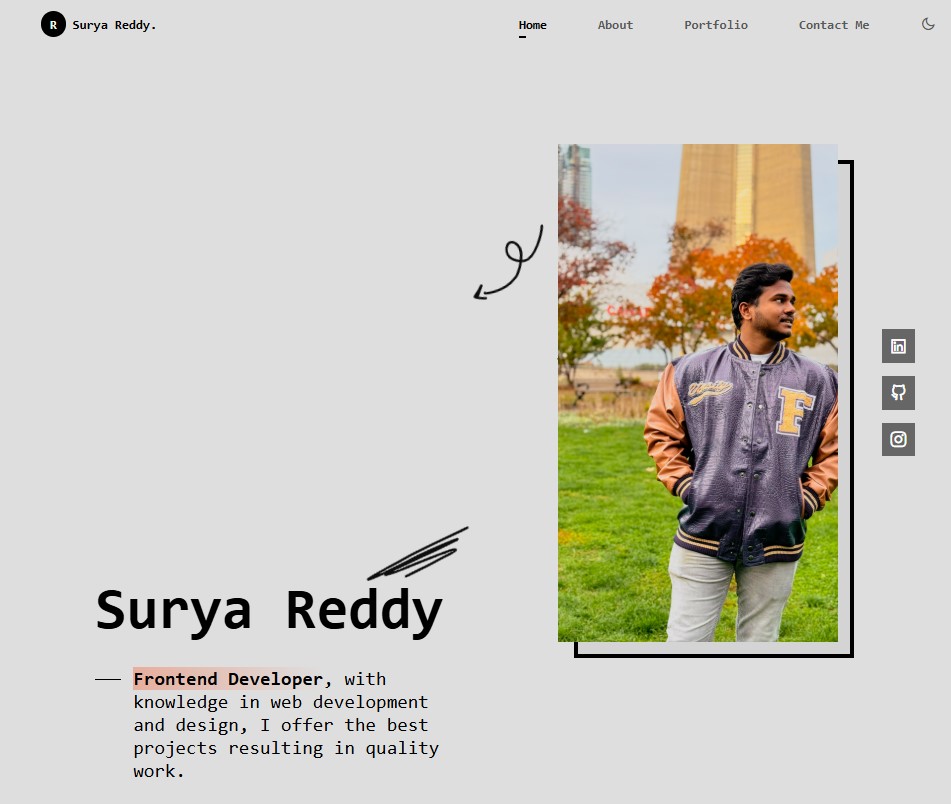 R Surya Reddy.
Home About Portfolio Contact Me
F
Surya Reddy
Frontend Developer, with
knowledge in web development
and design, I offer the best
projects resulting in quality
work.